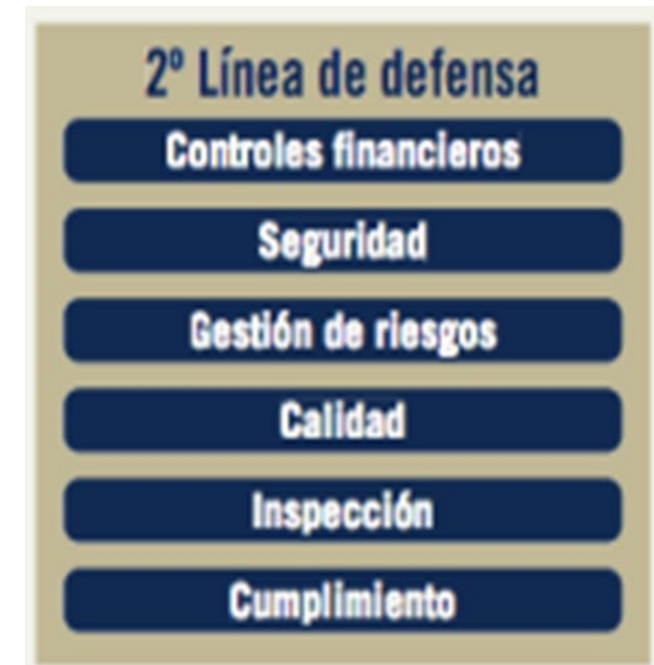 2º Línea de defensa
Controles financieros
Seguridad
Gestión de riesgos
Calidad
Inspección
Cumplimiento